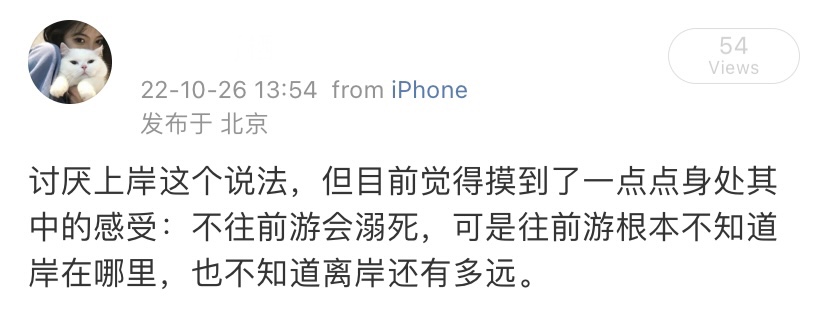 54
Views
22-10-26 13:54 from iPhone
发布于 北京
讨厌上岸这个说法，但目前觉得摸到了一点点身处其
中的感受：不往前游会溺死，可是往前游根本不知道
岸在哪里，也不知道离岸还有多远。